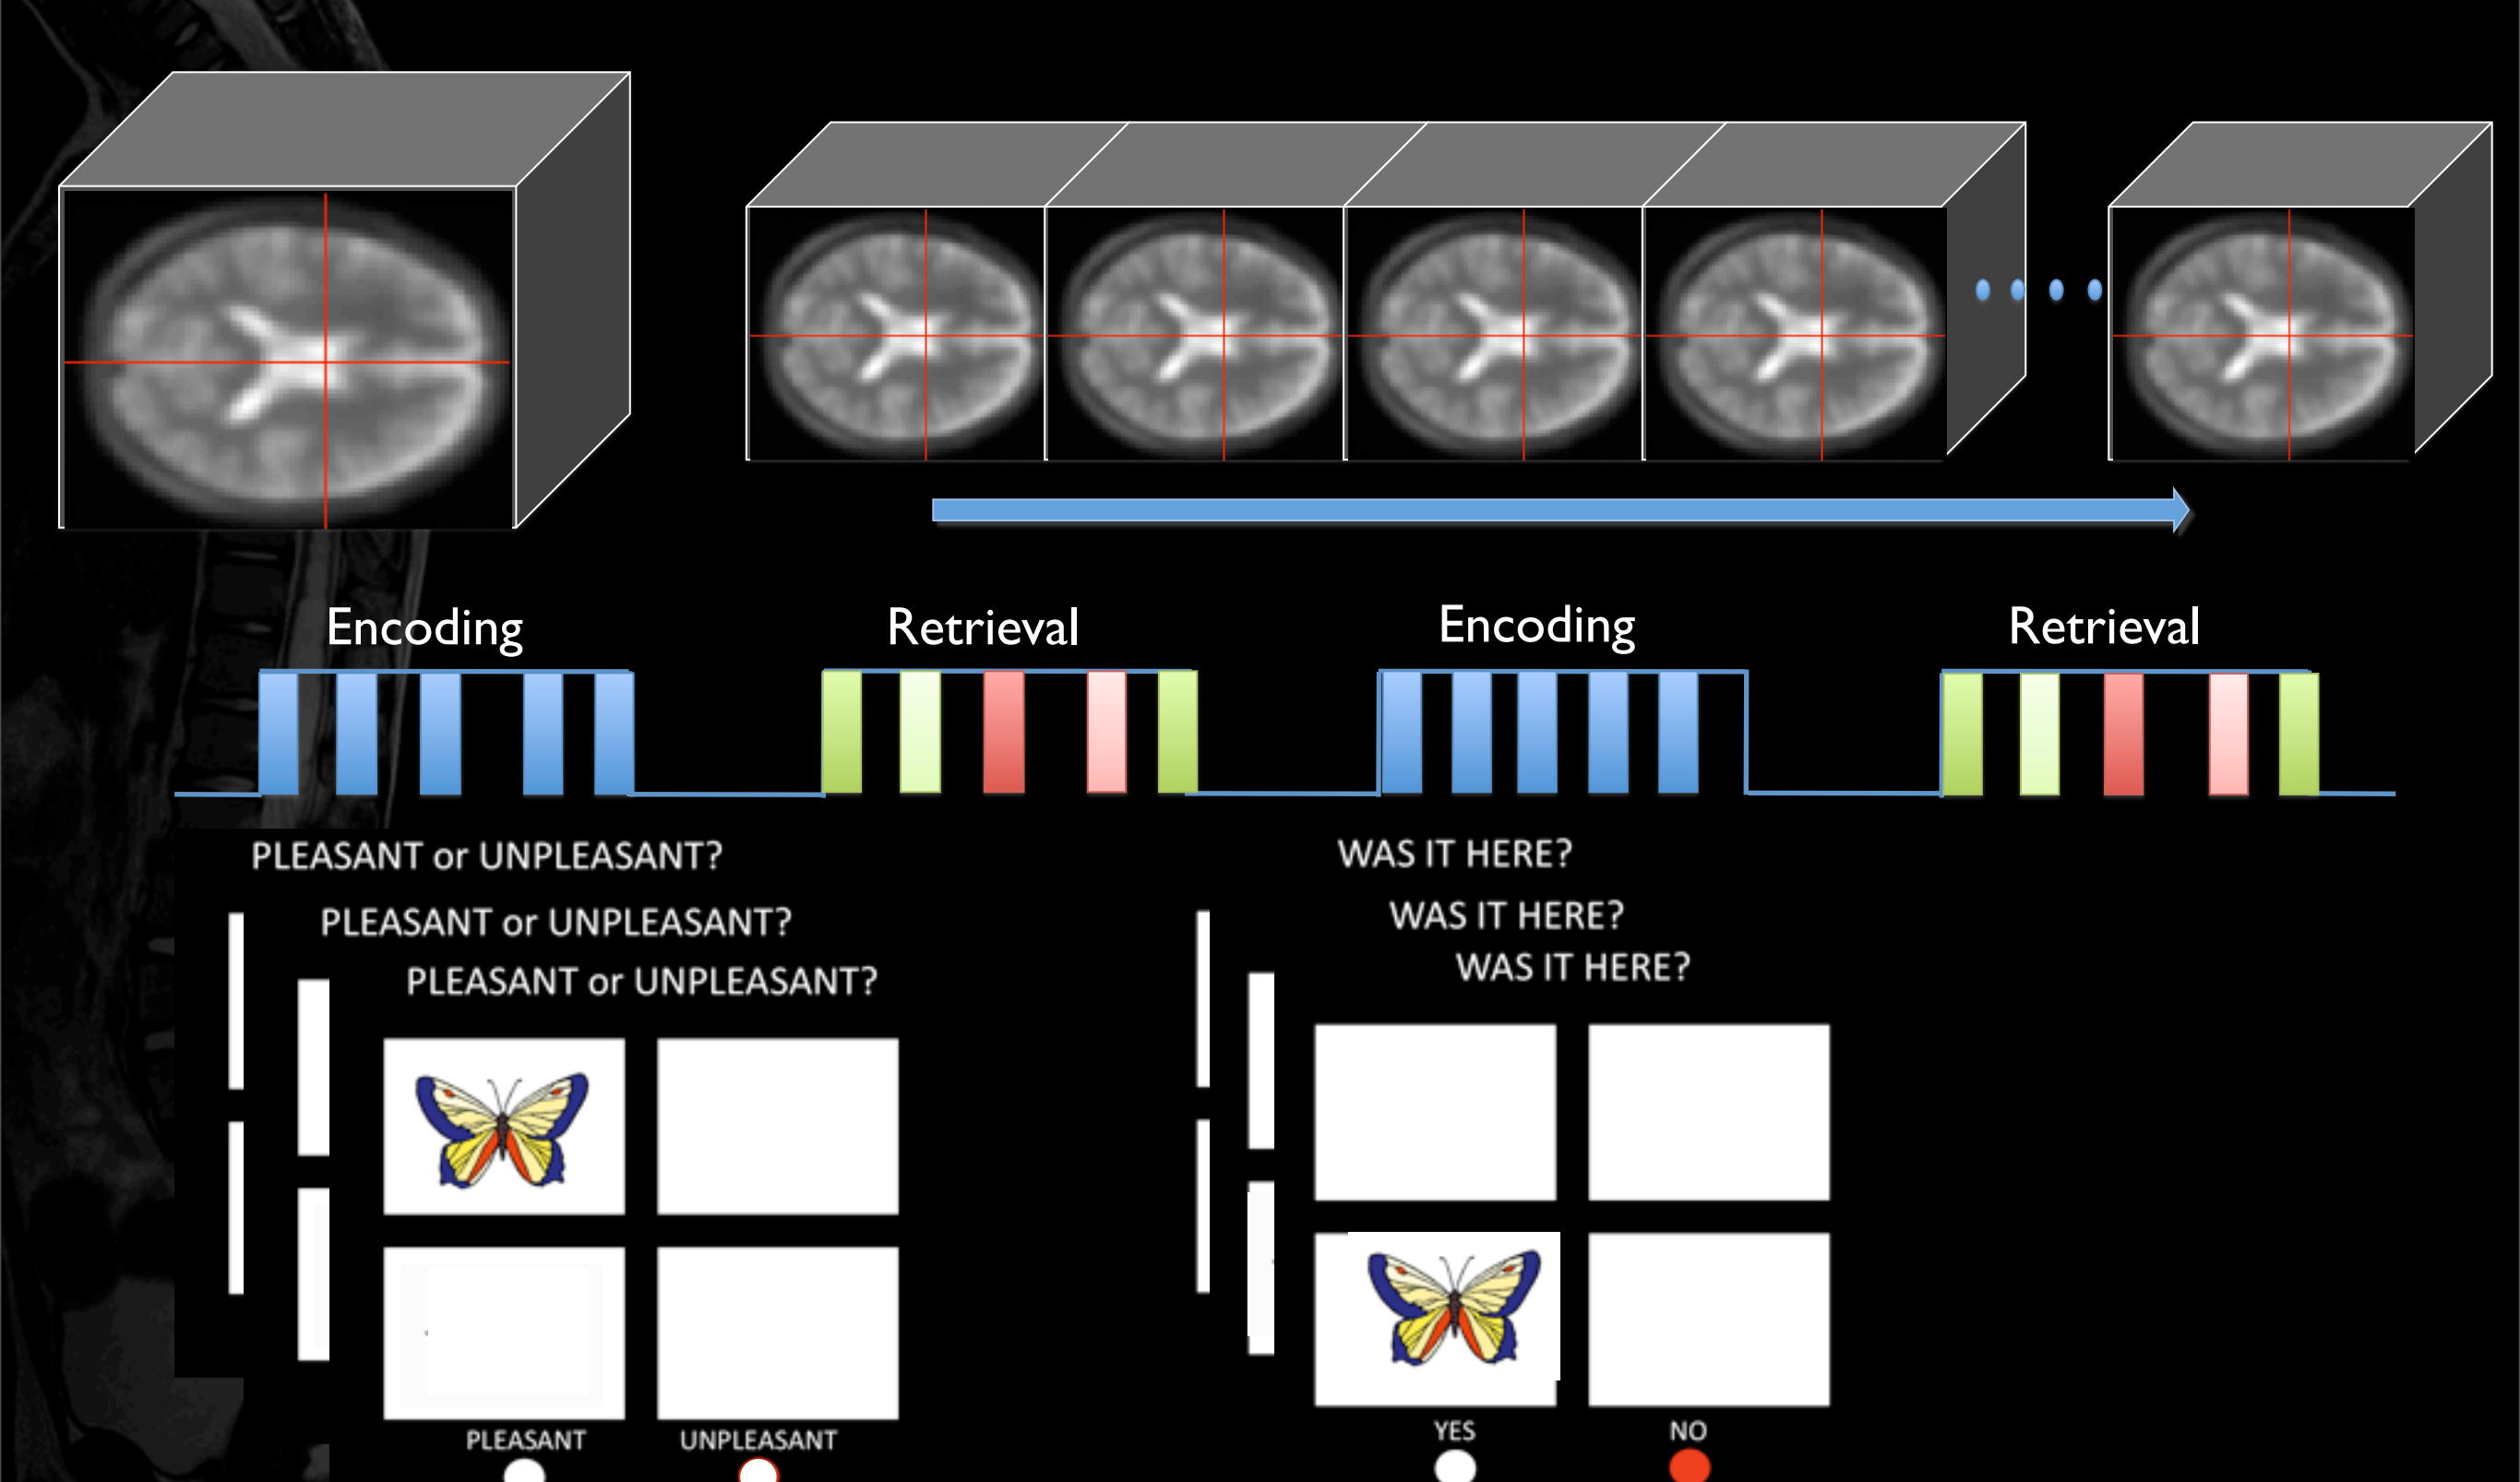 Encoding
Retrieval
Encoding
Retrieval
PLEASANT or UNPLEASANT?
PLEASANT or UNPLEASANT?
PLEASANT or UNPLEASANT?
PLEASANT
UNPLEASANT
WAS IT HERE?
WAS IT HERE?
WAS IT HERE?
YES
NO